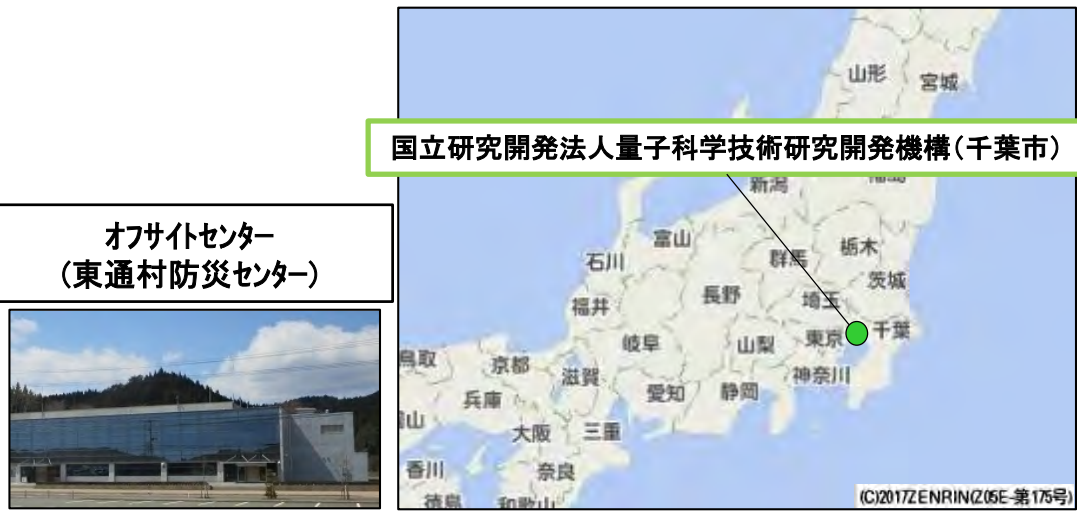 山形
宮城
国立研究開発法人量子科学技術研究開発機構(千葉市)
新潟
オフサイトセンター
(東通村防災センター)
富山
石川
群馬
栃木
茨城
福井
長野
埼玉
岐阜
山梨
東京
千葉
鳥取
京都
滋賀
神奈川
兵庫
愛知
静岡
大阪
三重
香川
奈良
徳島
和歌山
(C)2017ZENRIN(Z05E-第175号)